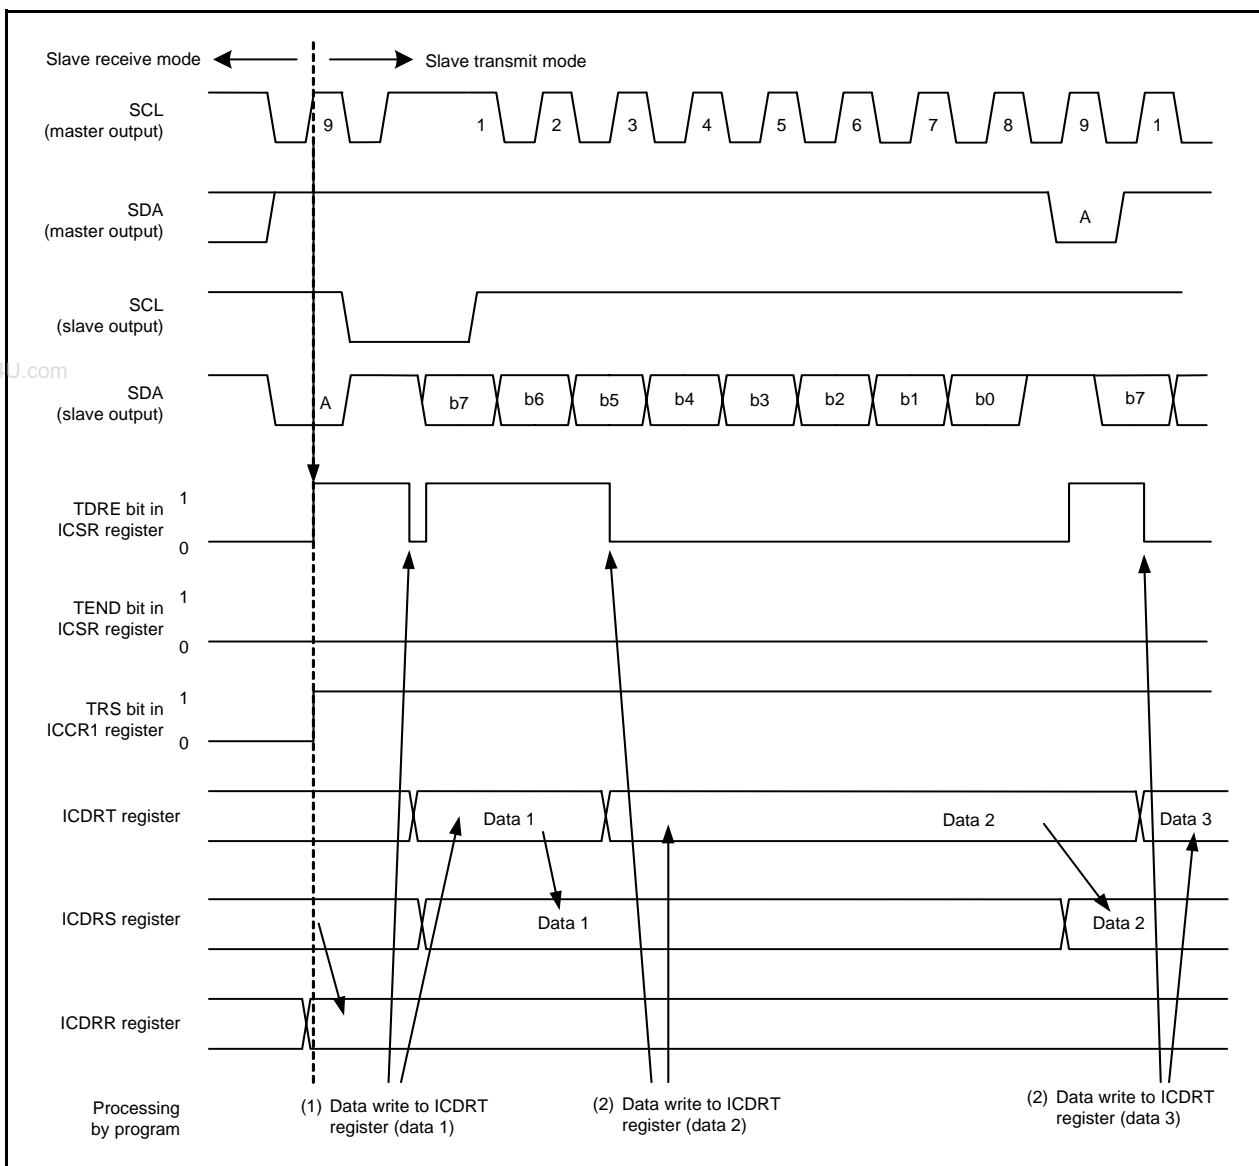 Slave receive mode
Slave transmit mode
SCL
(master output)
9 1 2 3 4 5 6 7 8 9 1
SDA
(master output)
A
SCL
(slave output)
4U.com
SDA
(slave output)
A b7 b6 b5 b4 b3 b2 b1 b0 b7
TDRE bit in
ICSR register
1
0
TEND bit in
ICSR register
1
0
TRS bit in
ICCR1 register
1
0
ICDRT register
Data 1 Data 2 Data 3
ICDRS register
Data 1 Data 2
ICDRR register
Processing
by program
(1) Data write to ICDRT
register (data 1)
(2) Data write to ICDRT
register (data 2)
(2) Data write to ICDRT
register (data 3)